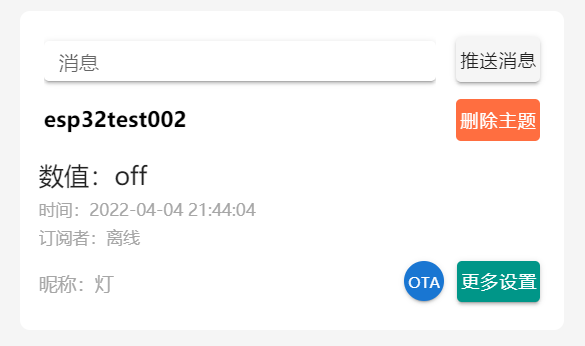 消息
推送消息
esp32test002
删除主题
数值：off
时间：2022-04-04 21:44:04
订阅者：离线
昵称：灯
OTA
更多设置